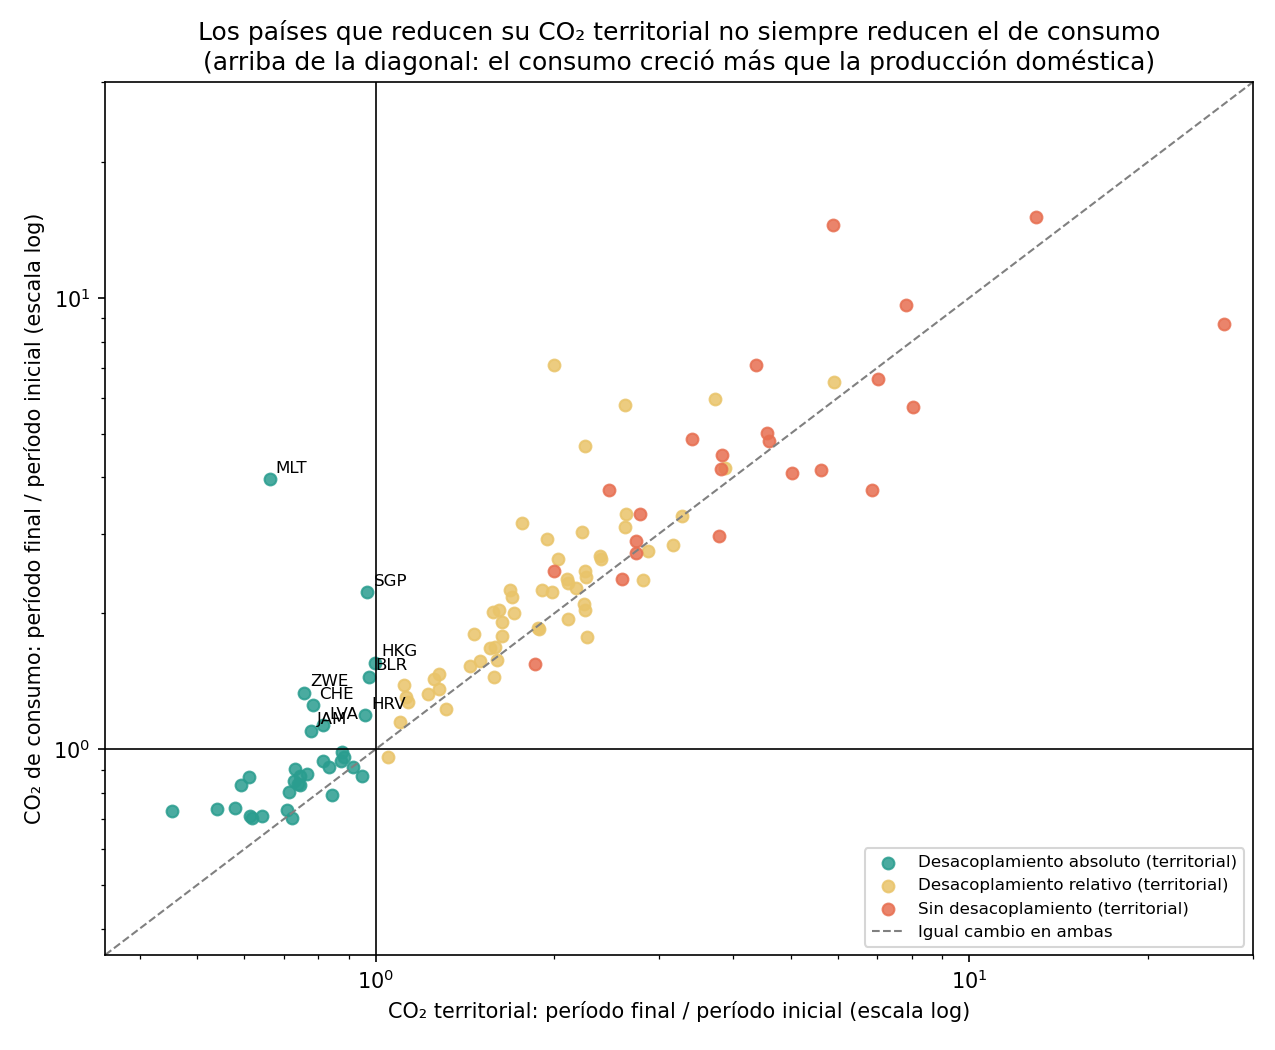 Los países que reducen su CO₂ territorial no siempre reducen el de consumo
(arriba de la diagonal: el consumo creció más que la producción doméstica)
CO₂ de consumo: período final / período inicial (escala log)
10¹
10⁰
MLT
SGP
HKG
BLR
ZWE
CHE
HRV
LVA
JAM
Desacoplamiento absoluto (territorial)
Desacoplamiento relativo (territorial)
Sin desacoplamiento (territorial)
Igual cambio en ambas
10⁰
10¹
CO₂ territorial: período final / período inicial (escala log)